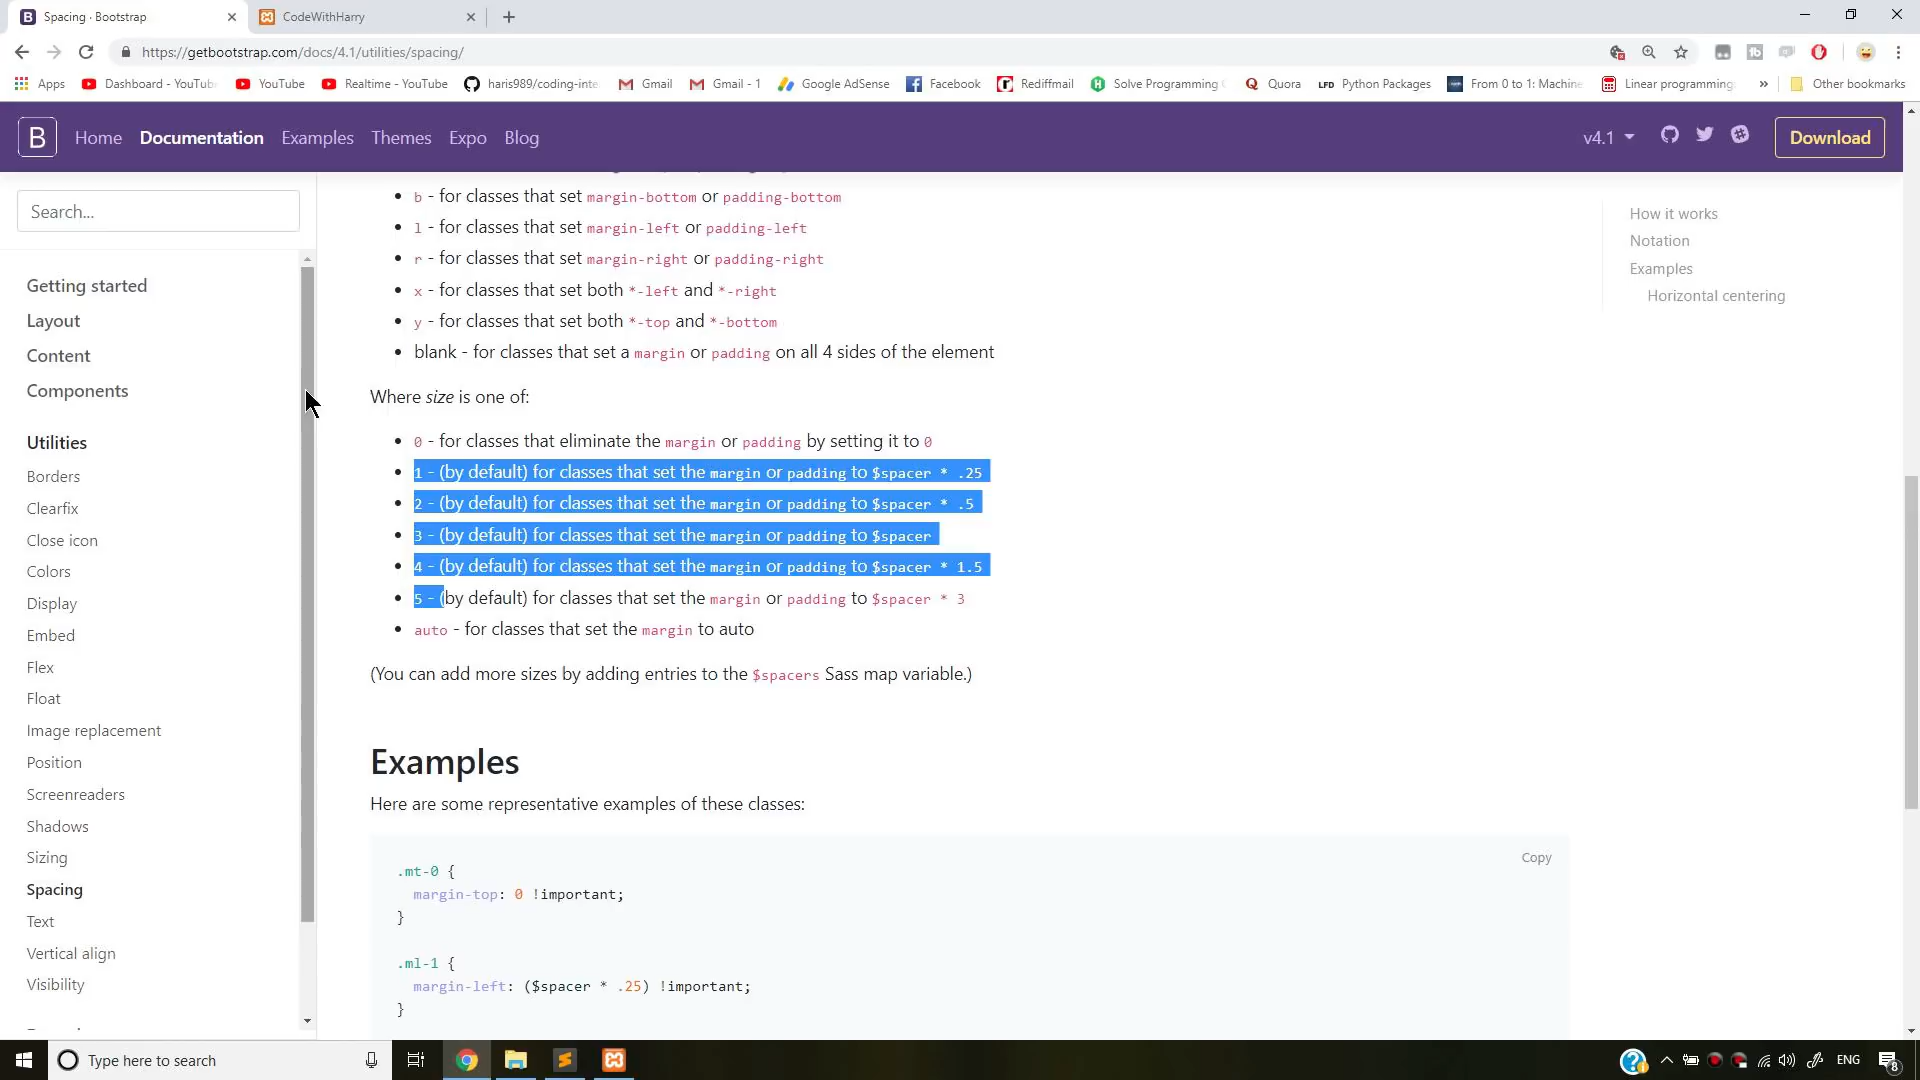 Spacing · Bootstrap
CodeWithHarry
https://getbootstrap.com/docs/4.1/utilities/spacing/
Apps
Dashboard - YouTub
YouTube
Realtime - YouTube
haris989/coding-inte
Gmail
Gmail - 1
Google AdSense
Facebook
Rediffmail
Solve Programming
Quora
LFD Python Packages
From 0 to 1: Machine
Linear programming
» Other bookmarks
B Home Documentation Examples Themes Expo Blog v4.1 Download
Search...
Getting started
Layout
Content
Components
Utilities
Borders
Clearfix
Close icon
Colors
Display
Embed
Flex
Float
Image replacement
Position
Screenreaders
Shadows
Sizing
Spacing
Text
Vertical align
Visibility
b - for classes that set margin-bottom or padding-bottom
l - for classes that set margin-left or padding-left
r - for classes that set margin-right or padding-right
x - for classes that set both *-left and *-right
y - for classes that set both *-top and *-bottom
blank - for classes that set a margin or padding on all 4 sides of the element
Where size is one of:
0 - for classes that eliminate the margin or padding by setting it to 0
1 - (by default) for classes that set the margin or padding to $spacer * .25
2 - (by default) for classes that set the margin or padding to $spacer * .5
3 - (by default) for classes that set the margin or padding to $spacer
4 - (by default) for classes that set the margin or padding to $spacer * 1.5
5 - (by default) for classes that set the margin or padding to $spacer * 3
auto - for classes that set the margin to auto
(You can add more sizes by adding entries to the $spacers Sass map variable.)
Examples
Here are some representative examples of these classes:
Copy
.mt-0 {
margin-top: 0 !important;
}
.ml-1 {
margin-left: ($spacer * .25) !important;
}
How it works
Notation
Examples
Horizontal centering
Type here to search
ENG
8